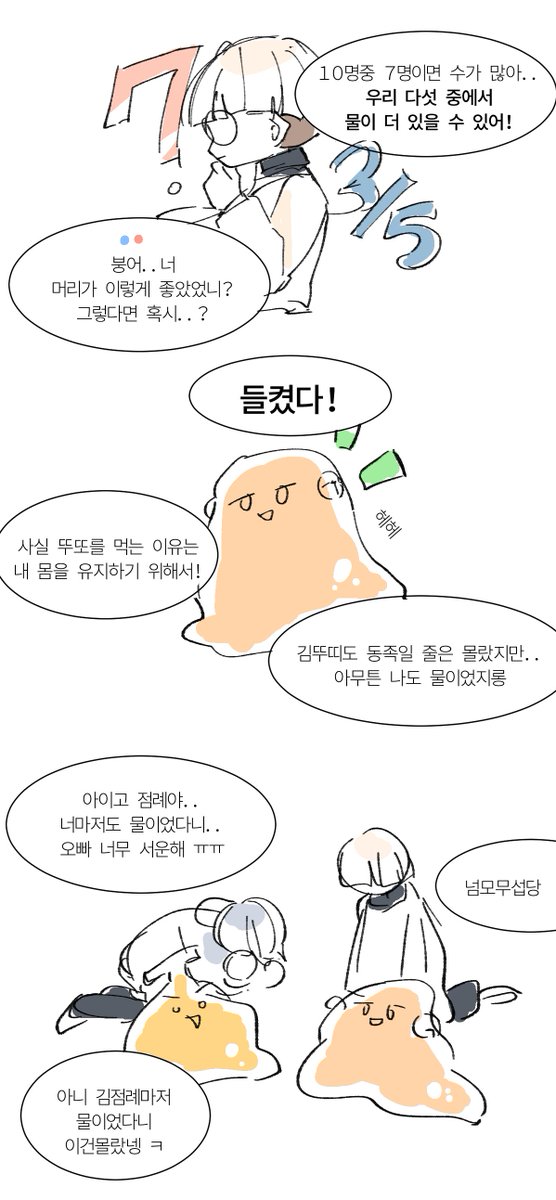 7
10명중 7명이면 수가 많아..
우리 다섯 중에서
물이 더 있을 수 있어!
3/5
붕어..너
머리가 이렇게 좋았었니?
그렇다면 혹시..?
들켰다!
헤헤
사실 뚜또를 먹는 이유는
내 몸을 유지하기 위해서!
김뚜띠도 동족일 줄은 몰랐지만..
아무튼 나도 물이었지롱
아이고 점례야..
너마저도 물이었다니..
오빠 너무 서운해 ㅠㅠ
넘모무섭당
아니 김점례마저
물이었다니
이건몰랐넹 ㅋ